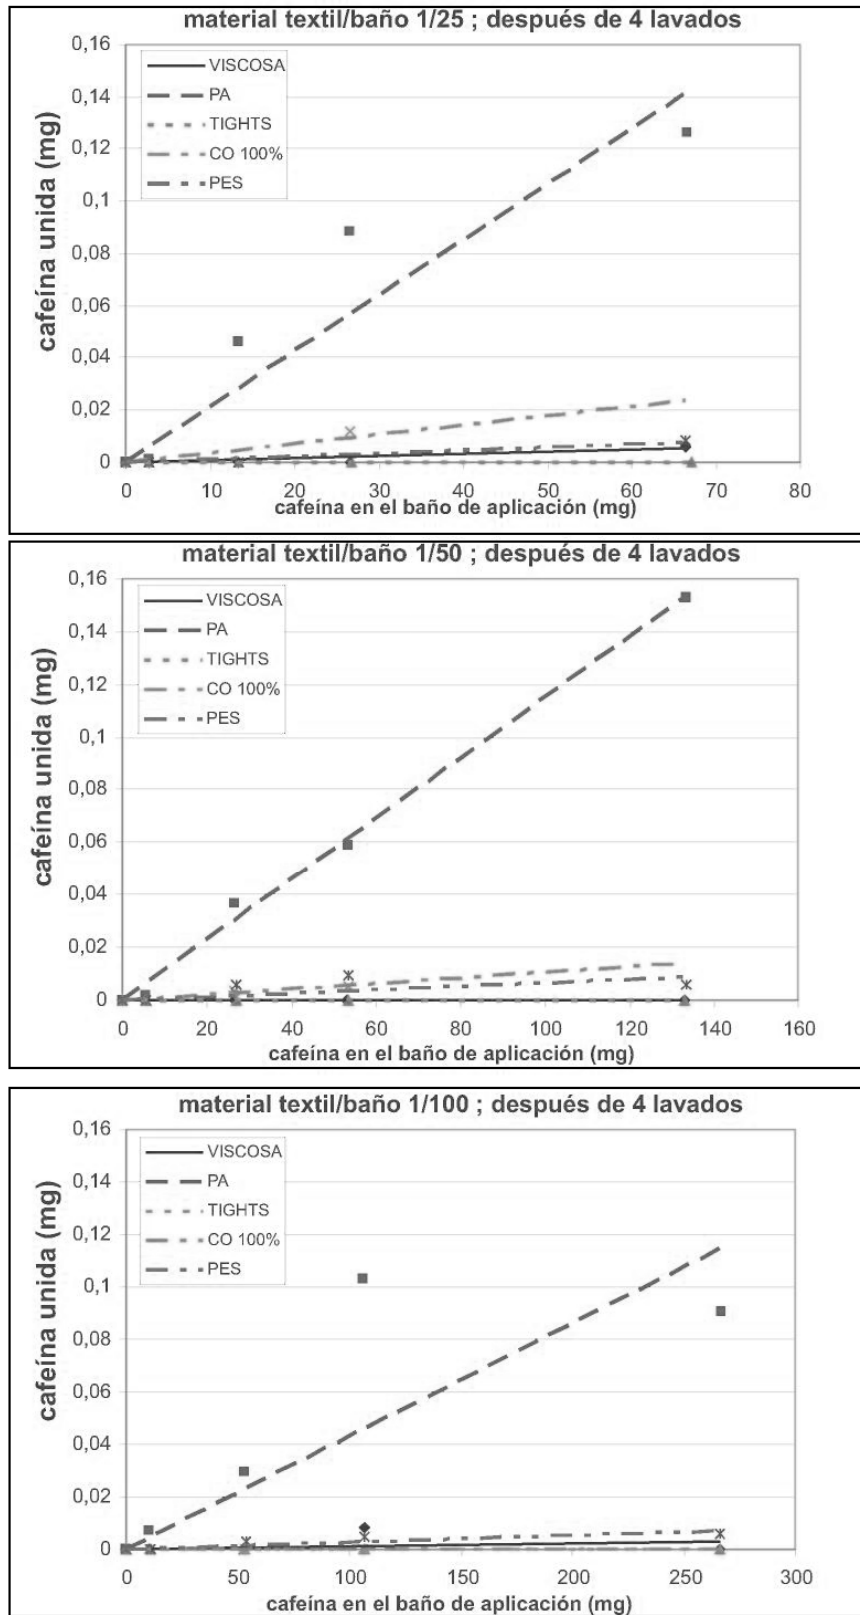 material textil/baño 1/25 ; después de 4 lavados
0,16
0,14
0,12
0,1
0,08
0,06
0,04
0,02
0
cafeína unida (mg)
VISCOSA
PA
TIGHTS
CO 100%
PES
0 10 20 30 40 50 60 70 80
cafeína en el baño de aplicación (mg)
material textil/baño 1/50 ; después de 4 lavados
0,16
0,14
0,12
0,1
0,08
0,06
0,04
0,02
0
cafeína unida (mg)
VISCOSA
PA
TIGHTS
CO 100%
PES
0 20 40 60 80 100 120 140 160
cafeína en el baño de aplicación (mg)
material textil/baño 1/100 ; después de 4 lavados
0,16
0,14
0,12
0,1
0,08
0,06
0,04
0,02
0
cafeína unida (mg)
VISCOSA
PA
TIGHTS
CO 100%
PES
0 50 100 150 200 250 300
cafeína en el baño de aplicación (mg)